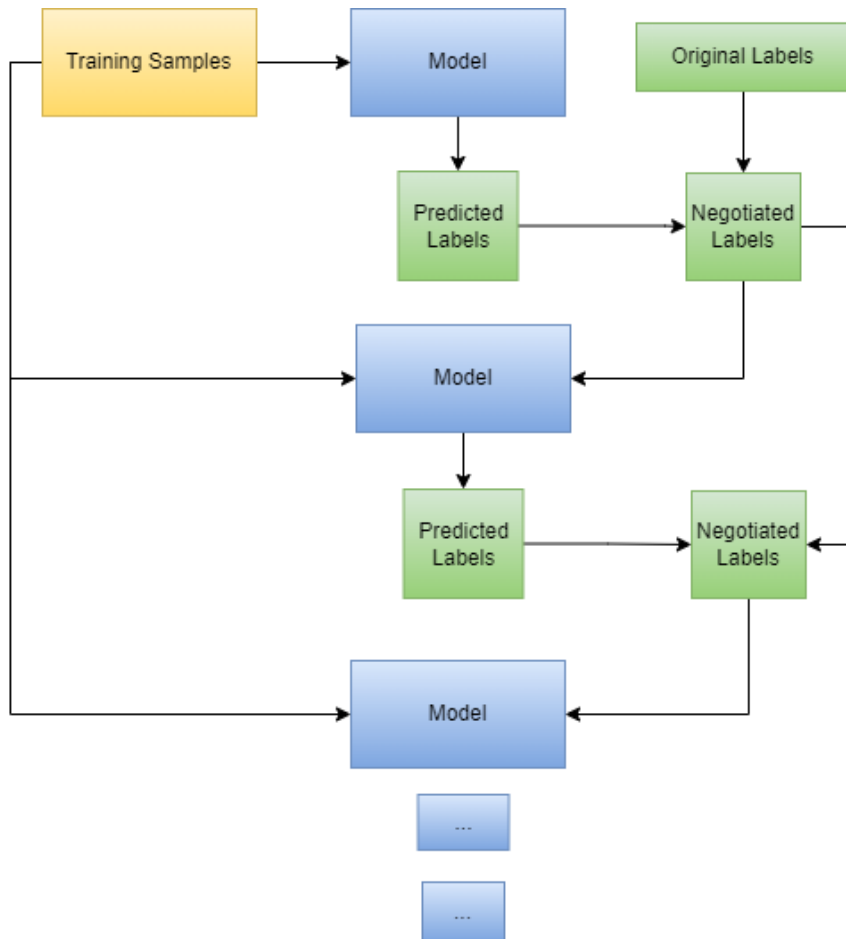 Training Samples
Model
Original Labels
Predicted
Labels
Negotiated
Labels
Model
Predicted
Labels
Negotiated
Labels
Model
...
...